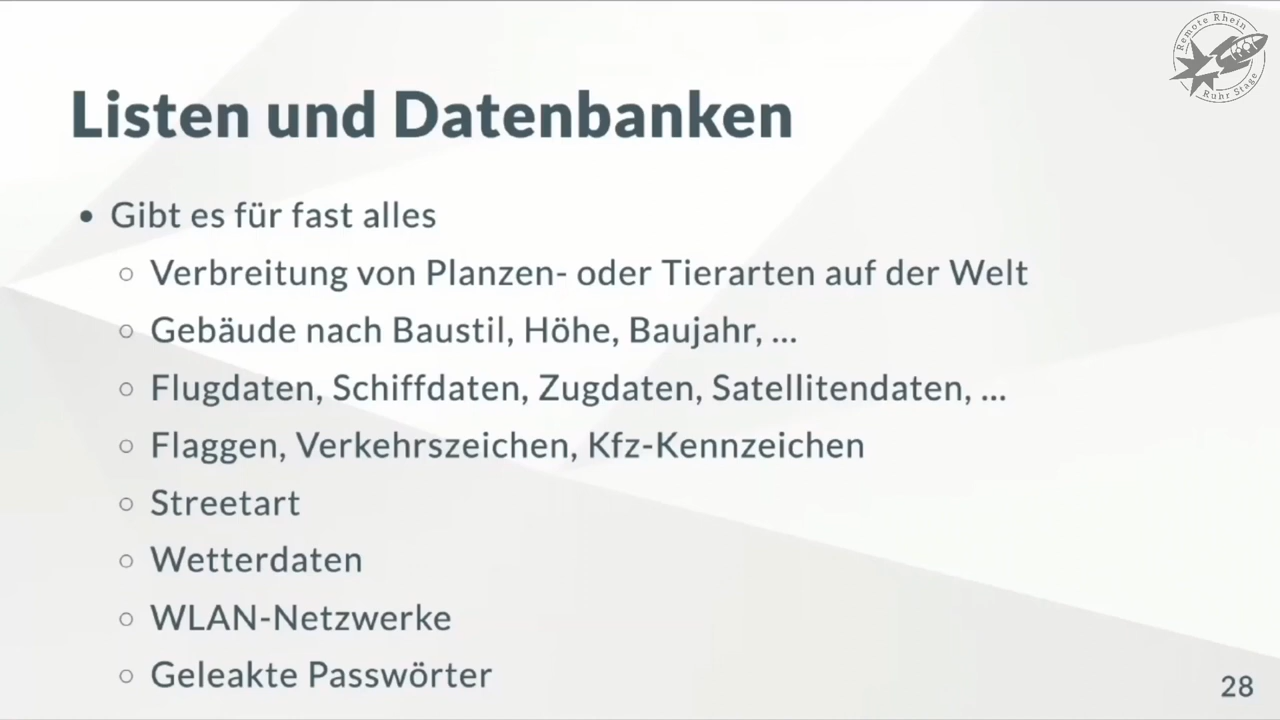 Remote Rhein
Ruhr Stage
Listen und Datenbanken
• Gibt es für fast alles
○ Verbreitung von Planzen- oder Tierarten auf der Welt
○ Gebäude nach Baustil, Höhe, Baujahr, ...
○ Flugdaten, Schiffdaten, Zugdaten, Satellitendaten, ...
○ Flaggen, Verkehrszeichen, Kfz-Kennzeichen
○ Streetart
○ Wetterdaten
○ WLAN-Netzwerke
○ Geleakte Passwörter
28